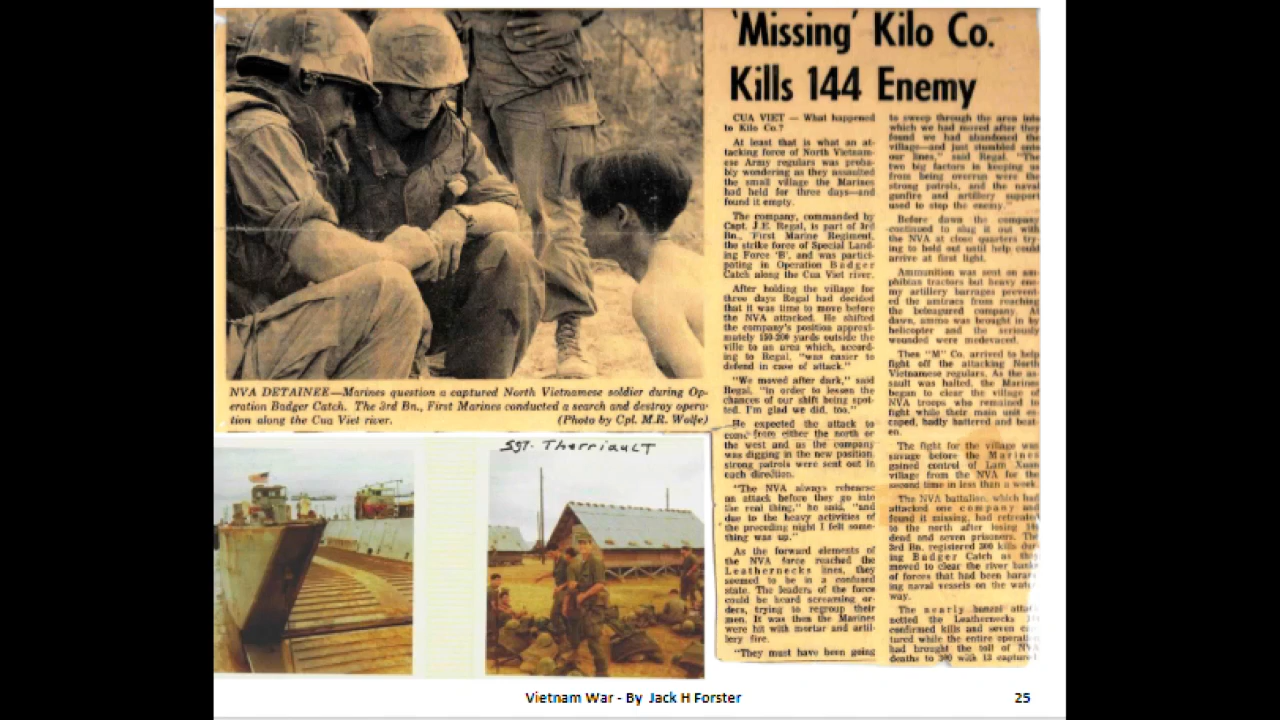 'Missing' Kilo Co.
Kills 144 Enemy
CUA VIET — What happened
to Kilo Co.?
At least that is what an at-
tacking force of North Vietnam-
ese Army regulars was proba-
bly wondering as they assaulted
the small village the Marines
had held for three days—and
found it empty.
The company, commanded by
Capt. J.E. Regal, is part of 3rd
Bn., First Marine Regiment,
the strike force of Special Land-
ing Force 'B', and was partici-
pating in Operation Badger
Catch along the Cua Viet river.
After holding the village for
three days Regal had decided
that it was time to move before
the NVA attacked. He shifted
the company's position approxi-
mately 150-200 yards outside the
ville to an area which, accord-
ing to Regal, "was easier to
defend in case of attack."
"We moved after dark," said
Regal, "in order to lessen the
chances of our shift being spot-
ted. I'm glad we did, too."
He expected the attack to
come from either the north or
the west and as the company
was digging in the new position,
strong patrols were sent out in
each direction.
"The NVA always rehearse
an attack before they go into
the real thing," he said, "and
due to the heavy activities of
the preceding night I felt some-
thing was up."
As the forward elements of
the NVA force reached the
Leathernecks lines, they
seemed to be in a confused
state. The leaders of the force
could be heard screaming or-
ders, trying to regroup their
men. It was then the Marines
were hit with mortar and artil-
lery fire.
"They must have been going
to sweep through the area into
which we had moved after they
found we had abandoned the
village—and just stumbled onto
our lines," said Regal. "The
two big factors in keeping us
from being overrun were the
strong patrols, and the naval
gunfire and artillery support
used to stop the enemy."
Before dawn the company
continued to slug it out with
the NVA at close quarters try-
ing to hold out until help could
arrive at first light.
Ammunition was sent on am-
phibian tractors but heavy ene-
my artillery barrages prevent-
ed the amtracs from reaching
the beleaguered company. At
dawn, ammo was brought in by
helicopter and the seriously
wounded were medevaced.
Then "M" Co. arrived to help
fight off the attacking North
Vietnamese regulars. As the as-
sault was halted, the Marines
began to clear the village of
NVA troops who remained to
fight while their main unit es-
caped, badly battered and beat-
en.
The fight for the village was
savage before the Marines
gained control of Lam Xuan
village from the NVA for the
second time in less than a week.
The NVA battalion, which had
attacked one company and
found it missing, had retreated
to the north after losing
dead and seven prisoners. The
3rd Bn. registered 300 kills dur-
ing Badger Catch as they
moved to clear the river banks
of forces that had been harass-
ing naval vessels on the water-
way.
The nearly banzai attack
netted the Leathernecks
confirmed kills and seven cap-
tured while the entire operation
had brought the toll of NVA
deaths to 300 with 13 captured
NVA DETAINEE—Marines question a captured North Vietnamese soldier during Op-
eration Badger Catch. The 3rd Bn., First Marines conducted a search and destroy opera-
tion along the Cua Viet river. (Photo by Cpl. M.R. Wolfe)
SGT. TherriaulT
Vietnam War - By Jack H Forster
25